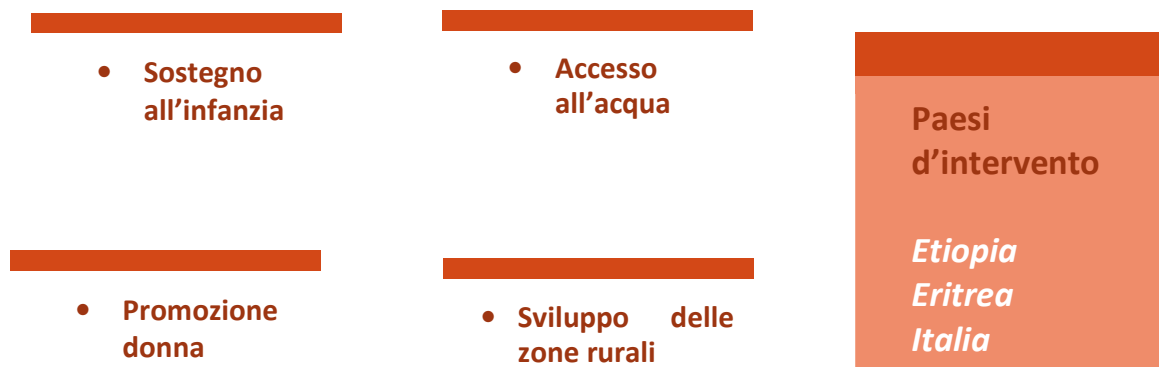 • Sostegno
all’infanzia
• Accesso
all’acqua
• Promozione
donna
• Sviluppo delle
zone rurali
Paesi
d’intervento
Etiopia
Eritrea
Italia